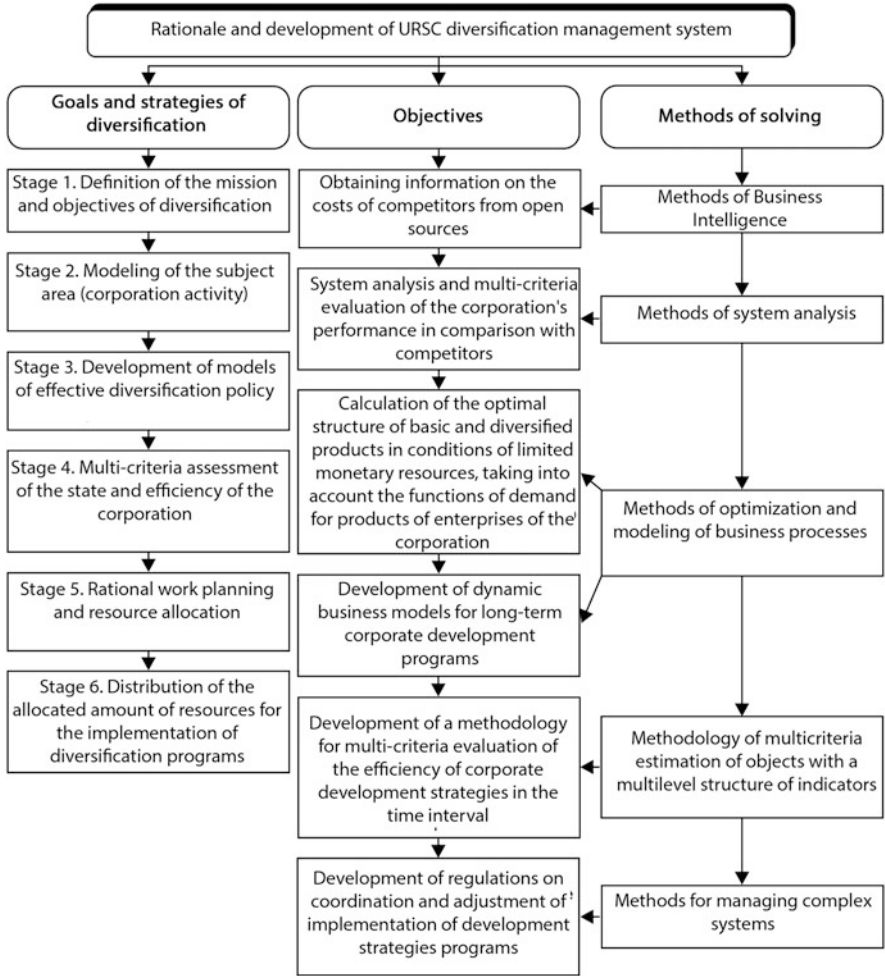 Rationale and development of URSC diversification management system
Goals and strategies of
diversification
Stage 1. Definition of the mission
and objectives of diversification
Stage 2. Modeling of the subject
area (corporation activity)
Stage 3. Development of models
of effective diversification policy
Stage 4. Multi-criteria assessment
of the state and efficiency of the
corporation
Stage 5. Rational work planning
and resource allocation
Stage 6. Distribution of the
allocated amount of resources for
the implementation of
diversification programs
Objectives
Obtaining information on the
costs of competitors from open
sources
System analysis and multi-criteria
evaluation of the corporation's
performance in comparison with
competitors
Calculation of the optimal
structure of basic and diversified
products in conditions of limited
monetary resources, taking into
account the functions of demand
for products of enterprises of the
corporation
Development of dynamic
business models for long-term
corporate development
programs
Development of a methodology
for multi-criteria evaluation of
the efficiency of corporate
development strategies in the
time interval
Development of regulations on
coordination and adjustment of
implementation of development
strategies programs
Methods of solving
Methods of Business
Intelligence
Methods of system analysis
Methods of optimization and
modeling of business processes
Methodology of multicriteria
estimation of objects with a
multilevel structure of indicators
Methods for managing complex
systems